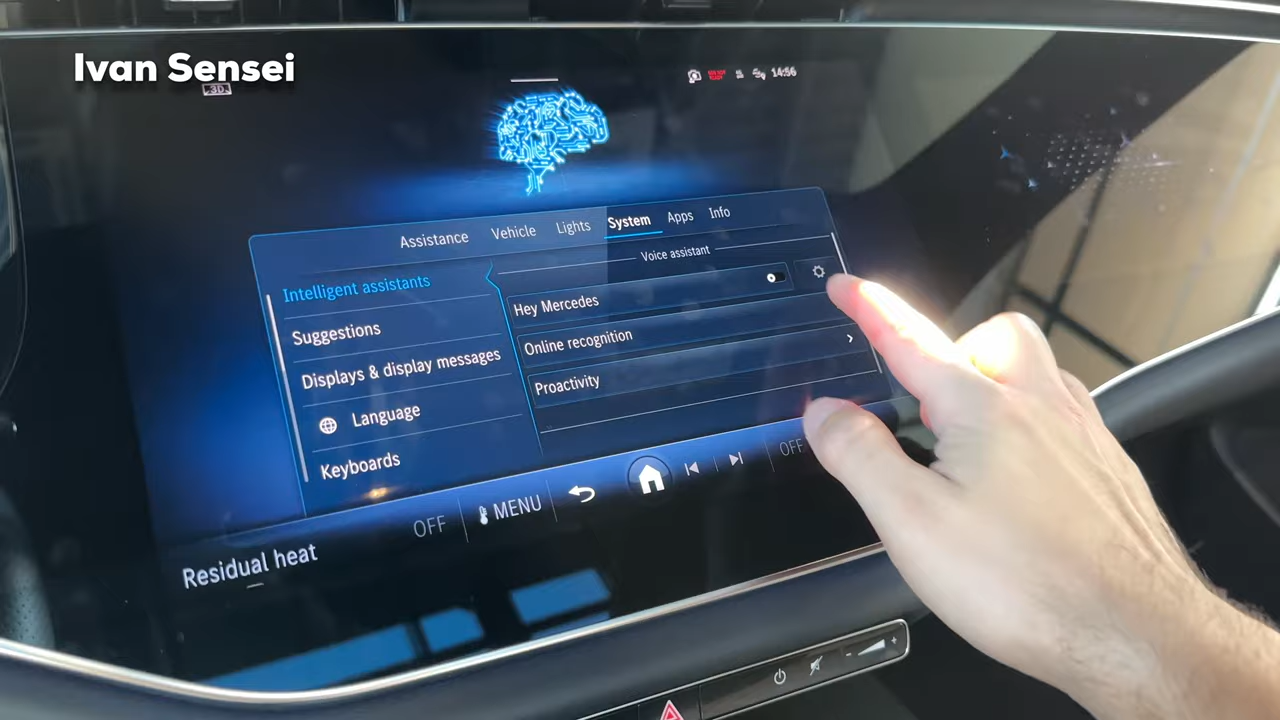 Ivan Sensei
3D
14:56
Assistance Vehicle Lights System Apps Info
Voice assistant
Intelligent assistants
Suggestions
Displays & display messages
Language
Keyboards
Hey Mercedes
Online recognition
Proactivity
OFF MENU OFF
Residual heat